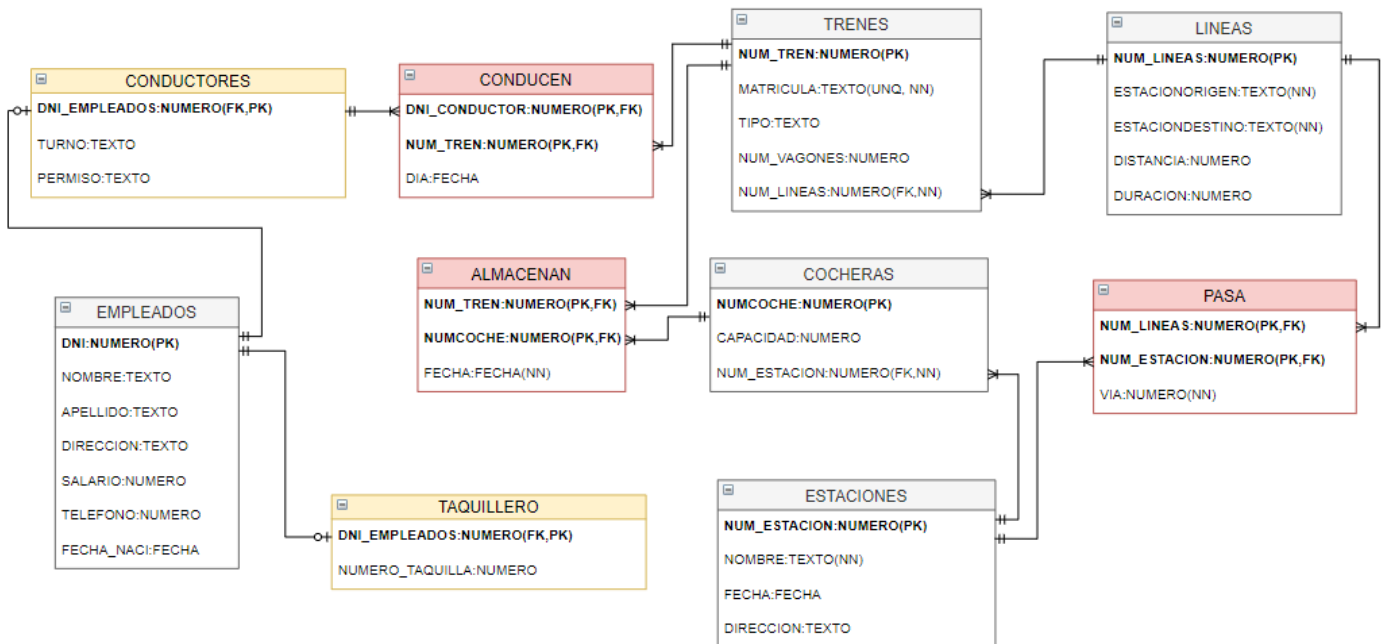 CONDUCTORES
DNI_EMPLEADOS:NUMERO(FK,PK)
TURNO:TEXTO
PERMISO:TEXTO
CONDUCEN
DNI_CONDUCTOR:NUMERO(PK,FK)
NUM_TREN:NUMERO(PK,FK)
DIA:FECHA
TRENES
NUM_TREN:NUMERO(PK)
MATRICULA:TEXTO(UNQ, NN)
TIPO:TEXTO
NUM_VAGONES:NUMERO
NUM_LINEAS:NUMERO(FK,NN)
LINEAS
NUM_LINEAS:NUMERO(PK)
ESTACIONORIGEN:TEXTO(NN)
ESTACIONDESTINO:TEXTO(NN)
DISTANCIA:NUMERO
DURACION:NUMERO
EMPLEADOS
DNI:NUMERO(PK)
NOMBRE:TEXTO
APELLIDO:TEXTO
DIRECCION:TEXTO
SALARIO:NUMERO
TELEFONO:NUMERO
FECHA_NACI:FECHA
ALMACENAN
NUM_TREN:NUMERO(PK,FK)
NUMCOCHE:NUMERO(PK,FK)
FECHA:FECHA(NN)
COCHERAS
NUMCOCHE:NUMERO(PK)
CAPACIDAD:NUMERO
NUM_ESTACION:NUMERO(FK,NN)
PASA
NUM_LINEAS:NUMERO(PK,FK)
NUM_ESTACION:NUMERO(PK,FK)
VIA:NUMERO(NN)
TAQUILLERO
DNI_EMPLEADOS:NUMERO(FK,PK)
NUMERO_TAQUILLA:NUMERO
ESTACIONES
NUM_ESTACION:NUMERO(PK)
NOMBRE:TEXTO(NN)
FECHA:FECHA
DIRECCION:TEXTO